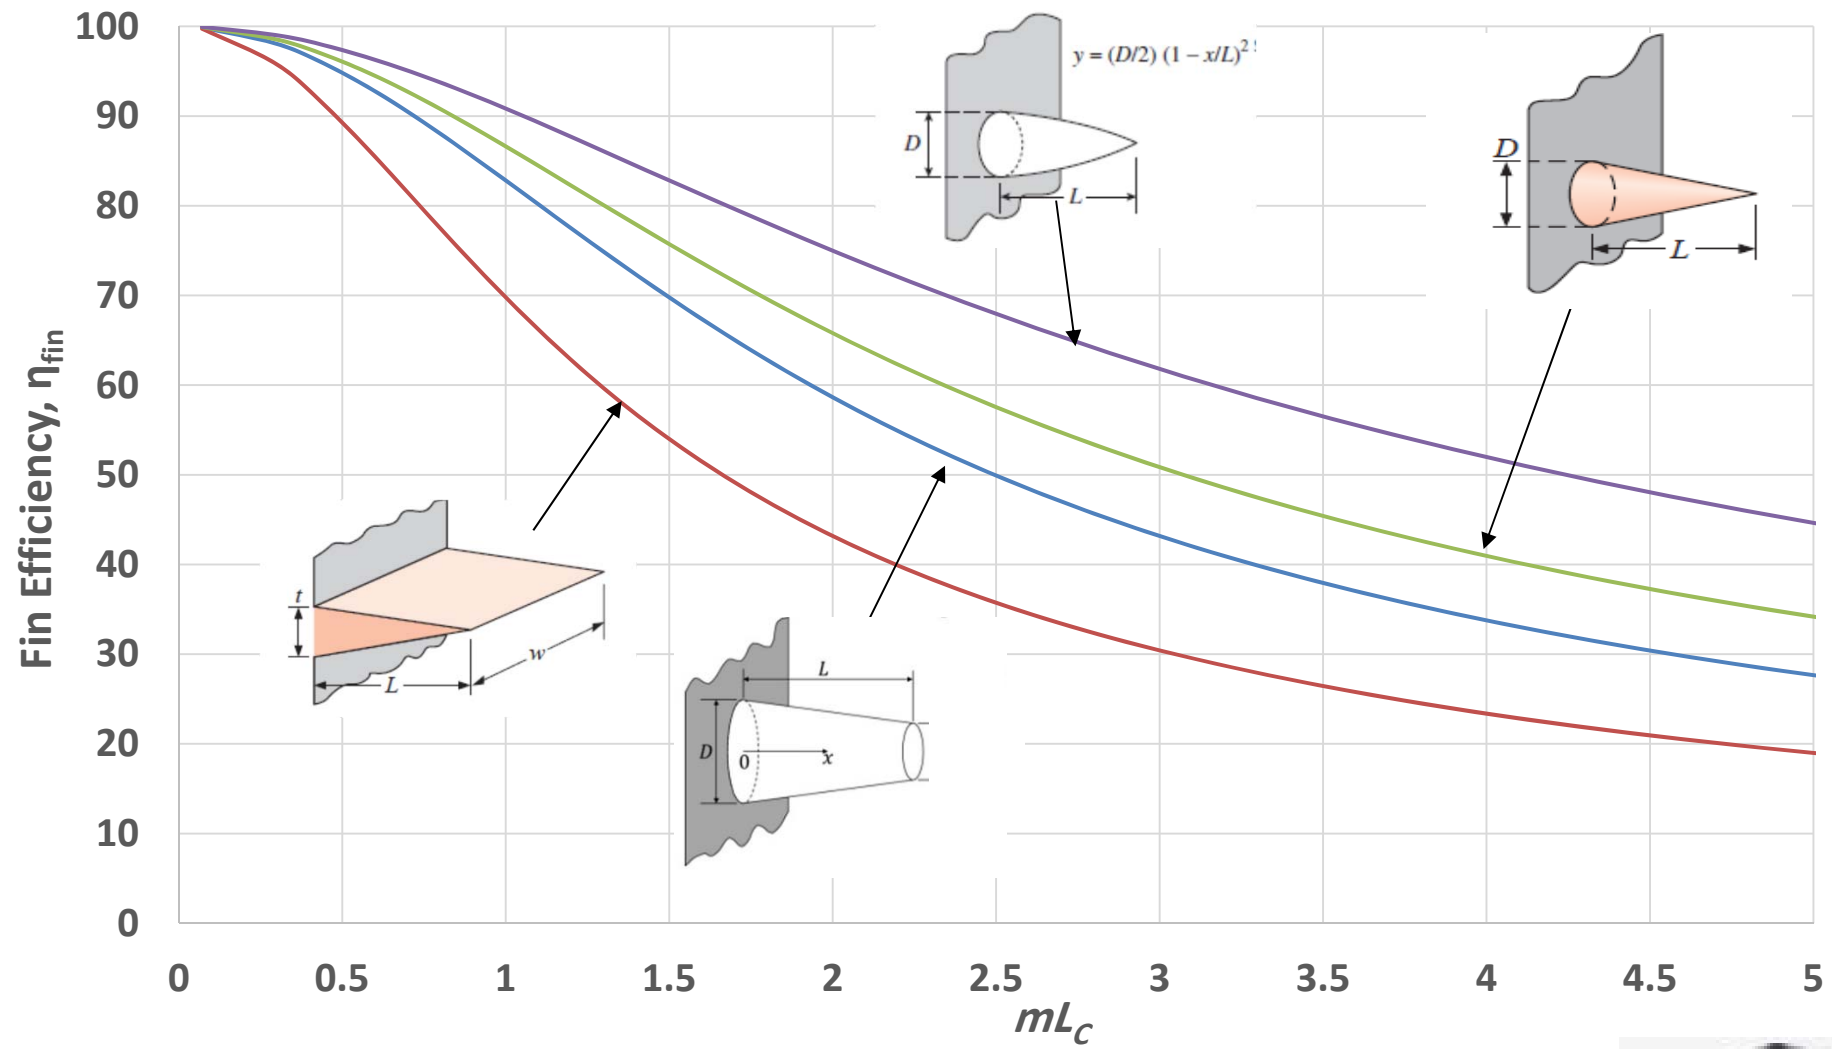 Fin Efficiency, ηfin
100
90
80
70
60
50
40
30
20
10
0
0 0.5 1 1.5 2 2.5 3 3.5 4 4.5 5
mLC
y = (D/2) (1 – x/L)²
D
L
D
L
t
L
w
L
D
0
x